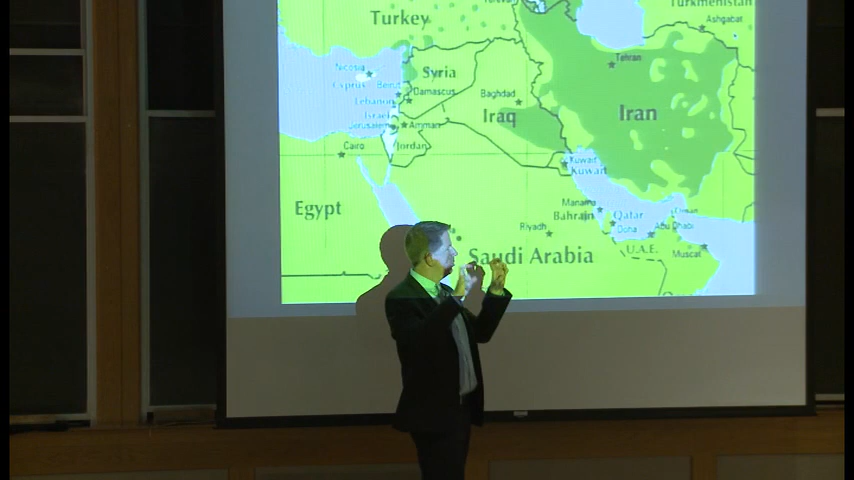 Turkmenistan
Turkey
Ashgabat
Tehran
Nicosia
Syria
Cyprus
Beirut
Damascus
Baghdad
Lebanon
Iran
Iraq
Israel
Jerusalem
Amman
Cairo
Jordan
Kuwait
Kuwait
Manama
Egypt
Bahrain
Qatar
Riyadh
Doha
Abu Dhabi
Saudi Arabia
U.A.E.
Muscat